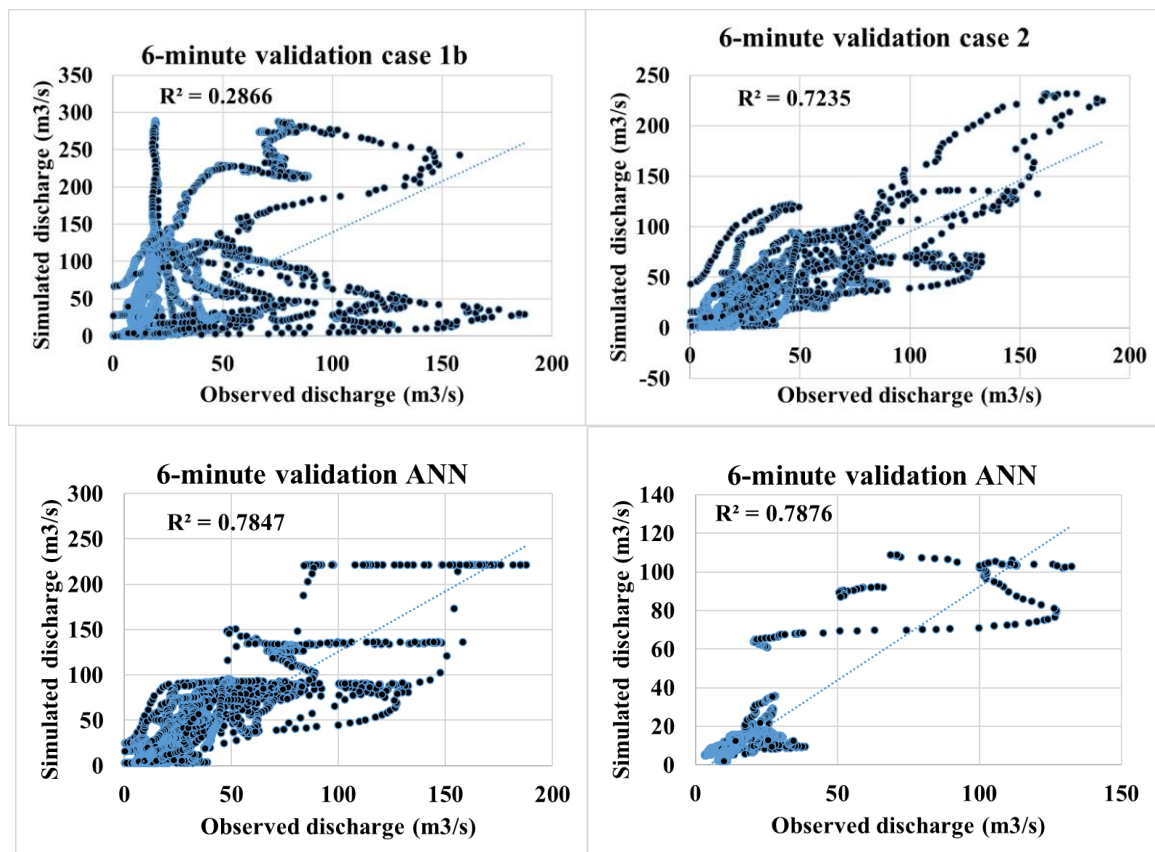 6-minute validation case 1b
R² = 0.2866
Simulated discharge (m3/s)
350
300
250
200
150
100
50
0
0 50 100 150 200
Observed discharge (m3/s)
6-minute validation case 2
R² = 0.7235
Simulated discharge (m3/s)
250
200
150
100
50
0
-50
0 50 100 150 200
Observed discharge (m3/s)
6-minute validation ANN
R² = 0.7847
Simulated discharge (m3/s)
300
250
200
150
100
50
0
0 50 100 150 200
Observed discharge (m3/s)
6-minute validation ANN
R² = 0.7876
Simulated discharge (m3/s)
140
120
100
80
60
40
20
0
0 50 100 150
Observed discharge (m3/s)